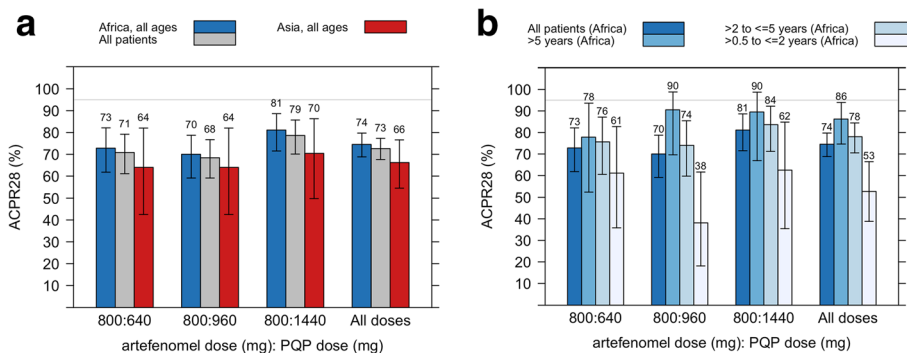 a
Africa, all ages
All patients
Asia, all ages
100
90
80
70
60
50
40
30
20
10
ACPR28 (%)
73 71 64
70 68 64
81 79 70
74 73 66
800:640 800:960 800:1440 All doses
artefenomel dose (mg): PQP dose (mg)
b
All patients (Africa)
>5 years (Africa)
>2 to <=5 years (Africa)
>0.5 to <=2 years (Africa)
100
90
80
70
60
50
40
30
20
10
ACPR28 (%)
73 78 76 61
70 90 74 38
81 90 84 62
74 86 78 53
800:640 800:960 800:1440 All doses
artefenomel dose (mg): PQP dose (mg)